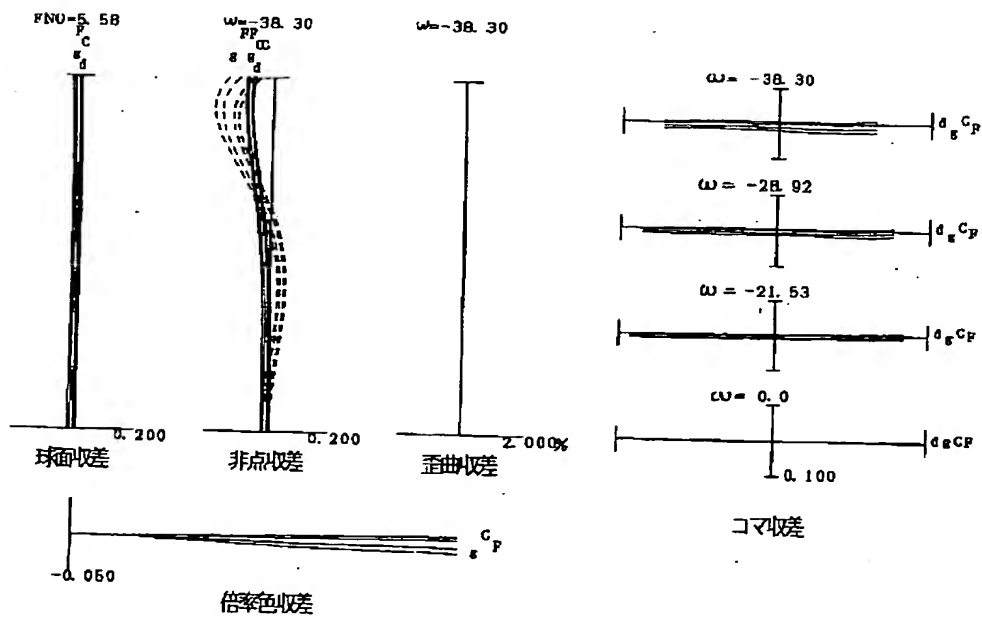 FNO=5.58
F
C
g
d
ω=-38.30
FF
CC
g g
d
ω=-38.30
0.200
球面収差
0.200
非点収差
2.000%
歪曲収差
C
F
g
-0.050
倍率色収差
ω= -38.30
d g C F
ω= -28.92
d g C F
ω= -21.53
d g C F
ω= 0.0
d g C F
0.100
コマ収差